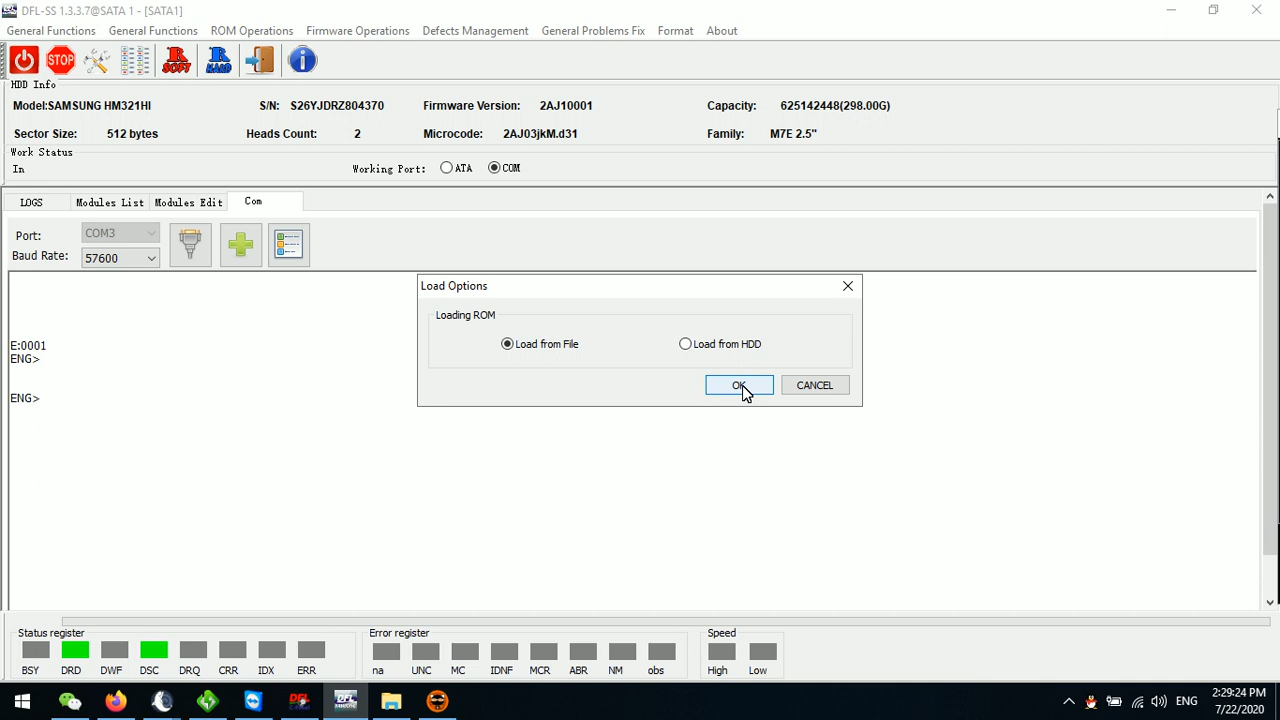 DFL-SS 1.3.3.7@SATA 1 - [SATA1]
General Functions General Functions ROM Operations Firmware Operations Defects Management General Problems Fix Format About
STOP R SOFT R HARD
HDD Info
Model:SAMSUNG HM321HI S/N: S26YJDRZ804370 Firmware Version: 2AJ10001 Capacity: 625142448(298.00G)
Sector Size: 512 bytes Heads Count: 2 Microcode: 2AJ03jkM.d31 Family: M7E 2.5"
Work Status
In Working Port: ATA COM
LOGS Modules List Modules Edit Com
Port: COM3
Baud Rate: 57600
Load Options
Loading ROM
Load from File Load from HDD
OK CANCEL
E:0001
ENG>
ENG>
Status register Error register Speed
BSY DRD DWF DSC DRQ CRR IDX ERR na UNC MC IDNF MCR ABR NM obs High Low
DFL DFL ENG 2:29:24 PM
7/22/2020